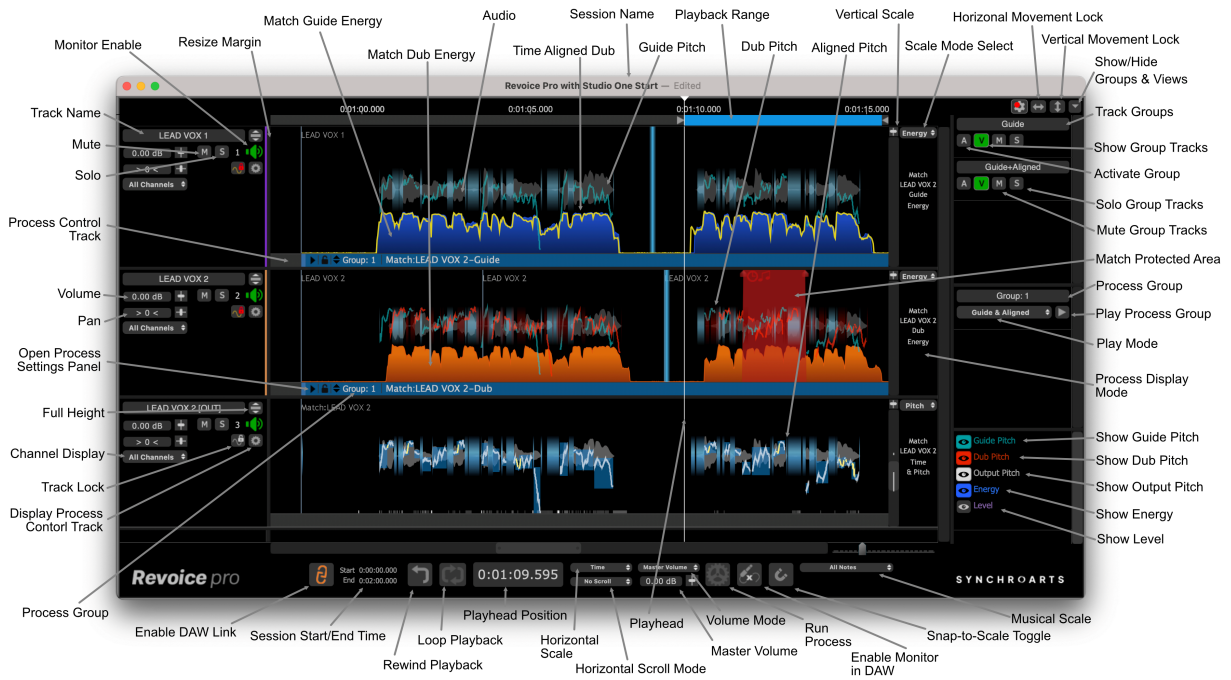 Match Guide Energy
Audio
Session Name
Playback Range
Vertical Scale
Horizonal Movement Lock
Monitor Enable
Resize Margin
Match Dub Energy
Time Aligned Dub
Guide Pitch
Dub Pitch
Aligned Pitch
Scale Mode Select
Vertical Movement Lock
Show/Hide
Groups & Views
Revoice Pro with Studio One Start — Edited
0:01:00.000
0:01:05.000
0:01:10.000
0:01:15.000
Track Name
Mute
Solo
Process Control
Track
Volume
Pan
Open Process
Settings Panel
Full Height
Channel Display
Track Lock
Display Process
Contorl Track
Process Group
LEAD VOX 1
0.00 dB
M
S
1
> 0 <
All Channels
LEAD VOX 1
Group: 1
Match:LEAD VOX 2-Guide
Energy
Match
LEAD VOX 2
Guide
Energy
LEAD VOX 2
0.00 dB
M
S
2
> 0 <
All Channels
LEAD VOX 2
LEAD VOX 2
LEAD VOX 2
Group: 1
Match:LEAD VOX 2-Dub
Energy
Match
LEAD VOX 2
Dub
Energy
LEAD VOX 2 [OUT]
0.00 dB
M
S
3
> 0 <
All Channels
Match:LEAD VOX 2
Pitch
Match
LEAD VOX 2
Time
& Pitch
Guide
A
V
M
S
Guide+Aligned
A
V
M
S
Group: 1
Guide & Aligned
Guide Pitch
Dub Pitch
Output Pitch
Energy
Level
Track Groups
Show Group Tracks
Activate Group
Solo Group Tracks
Mute Group Tracks
Match Protected Area
Process Group
Play Process Group
Play Mode
Process Display
Mode
Show Guide Pitch
Show Dub Pitch
Show Output Pitch
Show Energy
Show Level
Revoice pro
Start 0:00:00.000
End 0:02:00.000
0:01:09.595
Time
No Scroll
Master Volume
0.00 dB
All Notes
SYNCHROARTS
Enable DAW Link
Session Start/End Time
Rewind Playback
Loop Playback
Playhead Position
Horizontal
Scale
Horizontal Scroll Mode
Playhead
Master Volume
Volume Mode
Run
Process
Enable Monitor
in DAW
Snap-to-Scale Toggle
Musical Scale